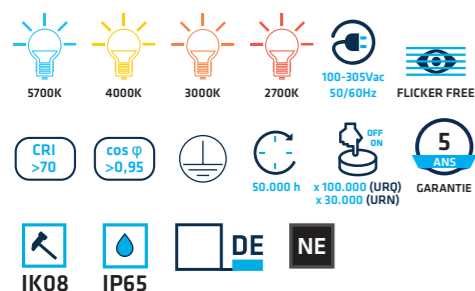 5700K
4000K
3000K
2700K
100-305Vac
50/60Hz
FLICKER FREE
CRI
>70
cos φ
>0,95
50.000 h
OFF
ON
x 100.000 (URQ)
x 30.000 (URN)
5
ANS
GARANTIE
IK08
IP65
DE
NE